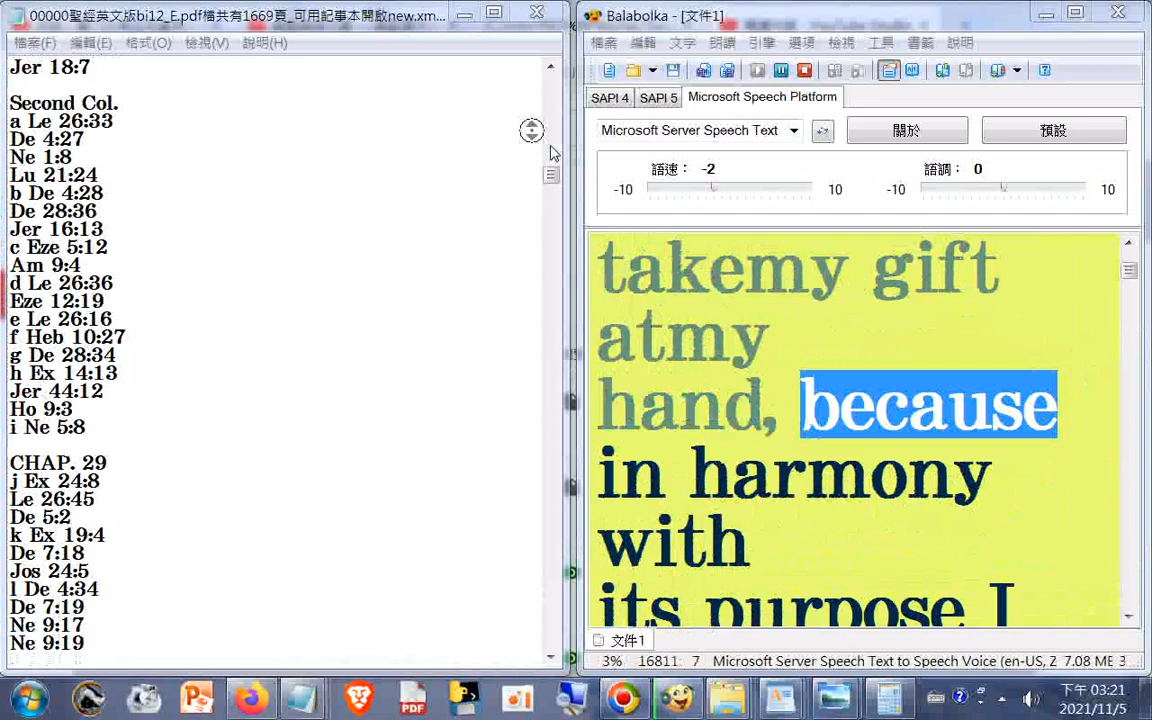 00000聖經英文版bi12_E.pdf檔共有1669頁_可用記事本開啟new.xm...
檔案(F) 編輯(E) 格式(O) 檢視(V) 說明(H)
Jer 18:7
Second Col.
a Le 26:33
De 4:27
Ne 1:8
Lu 21:24
b De 4:28
De 28:36
Jer 16:13
c Eze 5:12
Am 9:4
d Le 26:36
Eze 12:19
e Le 26:16
f Heb 10:27
g De 28:34
h Ex 14:13
Jer 44:12
Ho 9:3
i Ne 5:8
CHAP. 29
j Ex 24:8
Le 26:45
De 5:2
k Ex 19:4
De 7:18
Jos 24:5
l De 4:34
De 7:19
Ne 9:17
Ne 9:19
Balabolka - [文件1]
檔案 編輯 文字 朗讀 引擎 選項 檢視 工具 書籤 說明
SAPI 4 SAPI 5 Microsoft Speech Platform
Microsoft Server Speech Text 關於 預設
語速： -2 語調： 0
-10 10 -10 10
takemy gift
atmy
hand, because
in harmony
with
its purpose I
文件1
3% 16811: 7 Microsoft Server Speech Text to Speech Voice (en-US, Z 7.08 ME 3
PDF
下午 03:21
2021/11/5